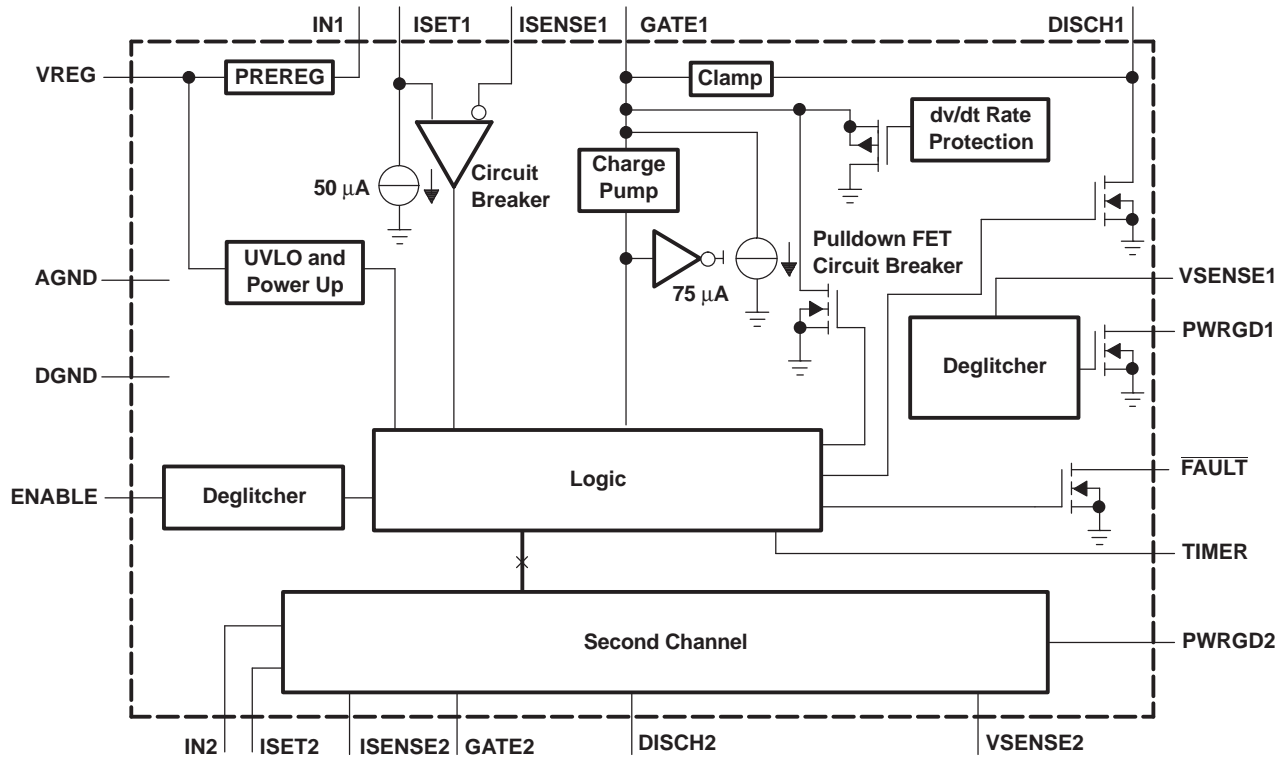 IN1
ISET1
ISENSE1
GATE1
DISCH1
VREG
PREREG
Clamp
dv/dt Rate
Protection
50 μA
Circuit
Breaker
Charge
Pump
UVLO and
Power Up
75 μA
Pulldown FET
Circuit Breaker
AGND
VSENSE1
PWRGD1
DGND
Deglitcher
ENABLE
Deglitcher
Logic
FAULT
TIMER
Second Channel
PWRGD2
IN2
ISET2
ISENSE2
GATE2
DISCH2
VSENSE2